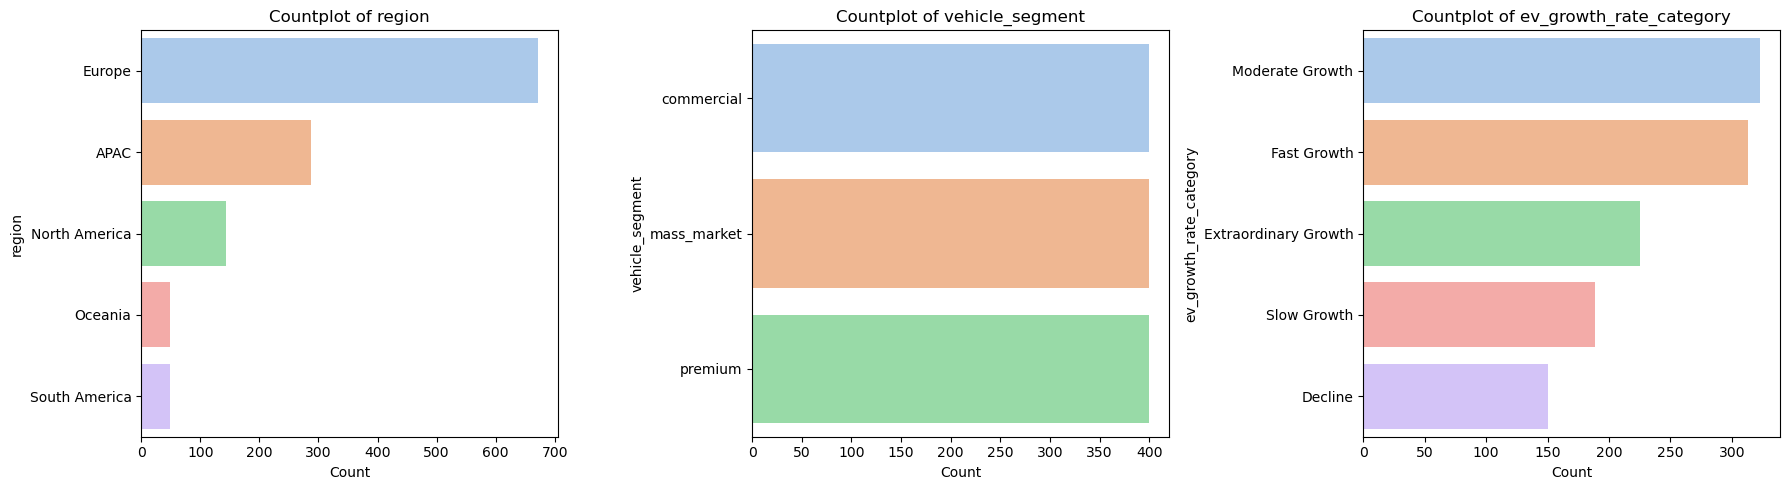 Countplot of region
Europe
APAC
North America
Oceania
South America
region
0 100 200 300 400 500 600 700
Count
Countplot of vehicle_segment
commercial
mass_market
premium
vehicle_segment
0 50 100 150 200 250 300 350 400
Count
Countplot of ev_growth_rate_category
Moderate Growth
Fast Growth
Extraordinary Growth
Slow Growth
Decline
ev_growth_rate_category
0 50 100 150 200 250 300
Count